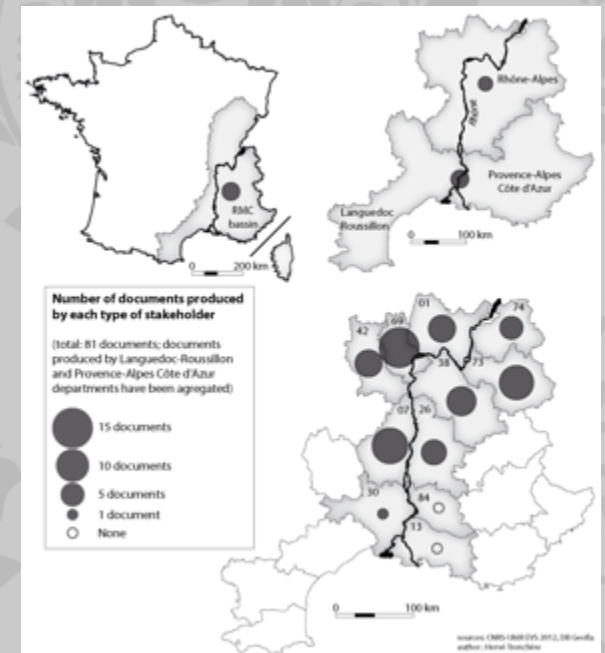 RMC
bassin
0 200 km
Rhône-Alpes
Rhône
Provence-Alpes
Côte d'Azur
Languedoc
Roussillon
0 100 km
Number of documents produced
by each type of stakeholder
(total: 81 documents; documents
produced by Languedoc-Roussillon
and Provence-Alpes Côte d'Azur
departments have been agregated)
15 documents
10 documents
5 documents
1 document
None
01
74
69
42
38
73
07
26
30
84
13
0 100 km
sources: CNRS-UMR EVS 2012, DB Geofla
author: Hervé Tronchère